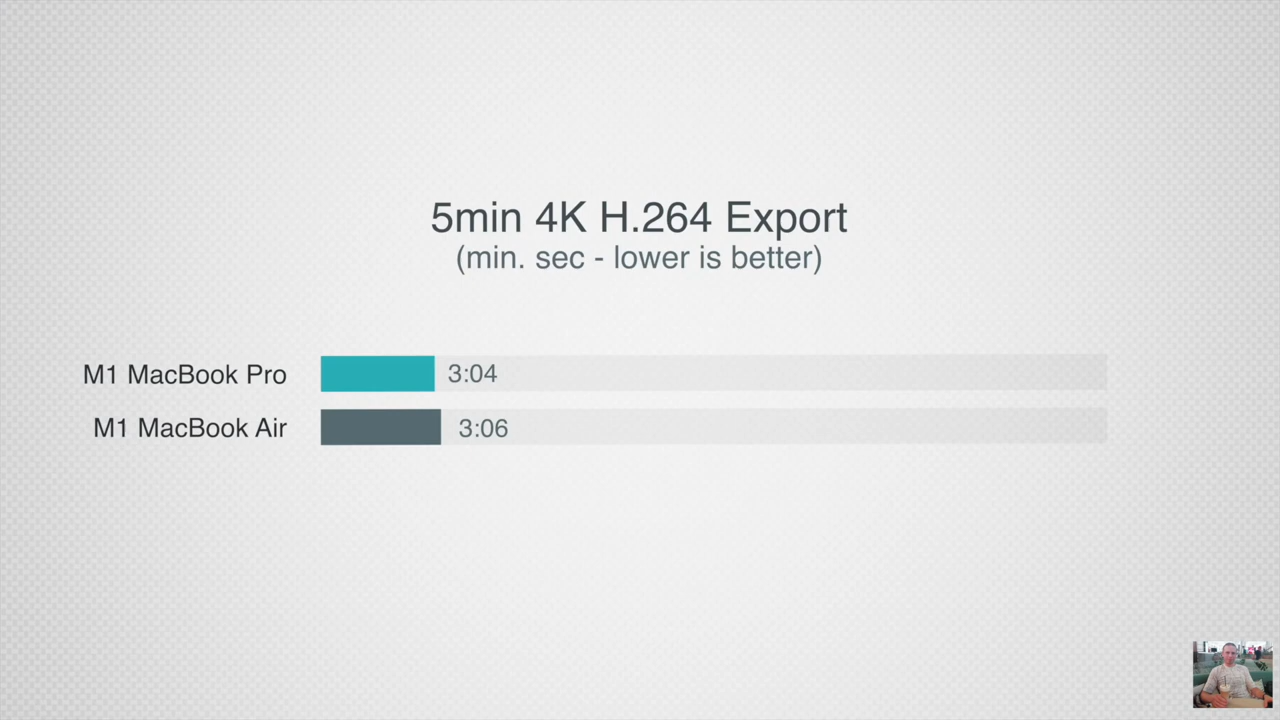 5min 4K H.264 Export
(min. sec - lower is better)
M1 MacBook Pro 3:04
M1 MacBook Air 3:06